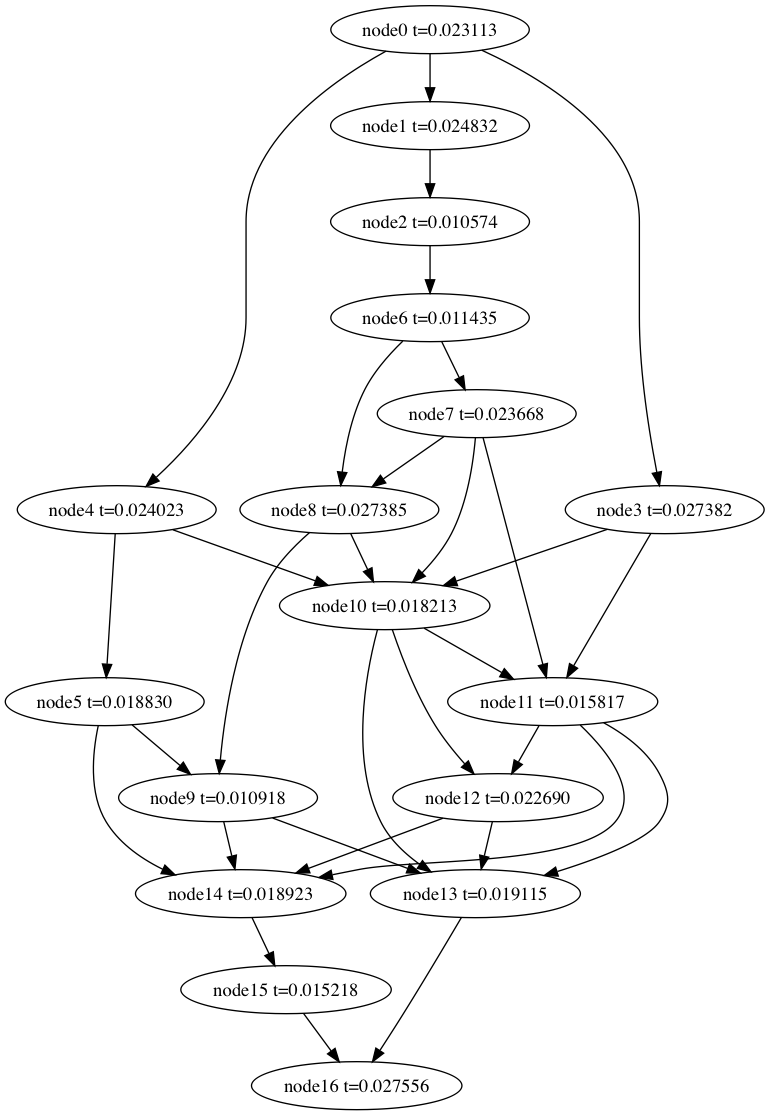 node0 t=0.023113
node1 t=0.024832
node2 t=0.010574
node6 t=0.011435
node7 t=0.023668
node4 t=0.024023
node8 t=0.027385
node3 t=0.027382
node10 t=0.018213
node5 t=0.018830
node11 t=0.015817
node9 t=0.010918
node12 t=0.022690
node14 t=0.018923
node13 t=0.019115
node15 t=0.015218
node16 t=0.027556